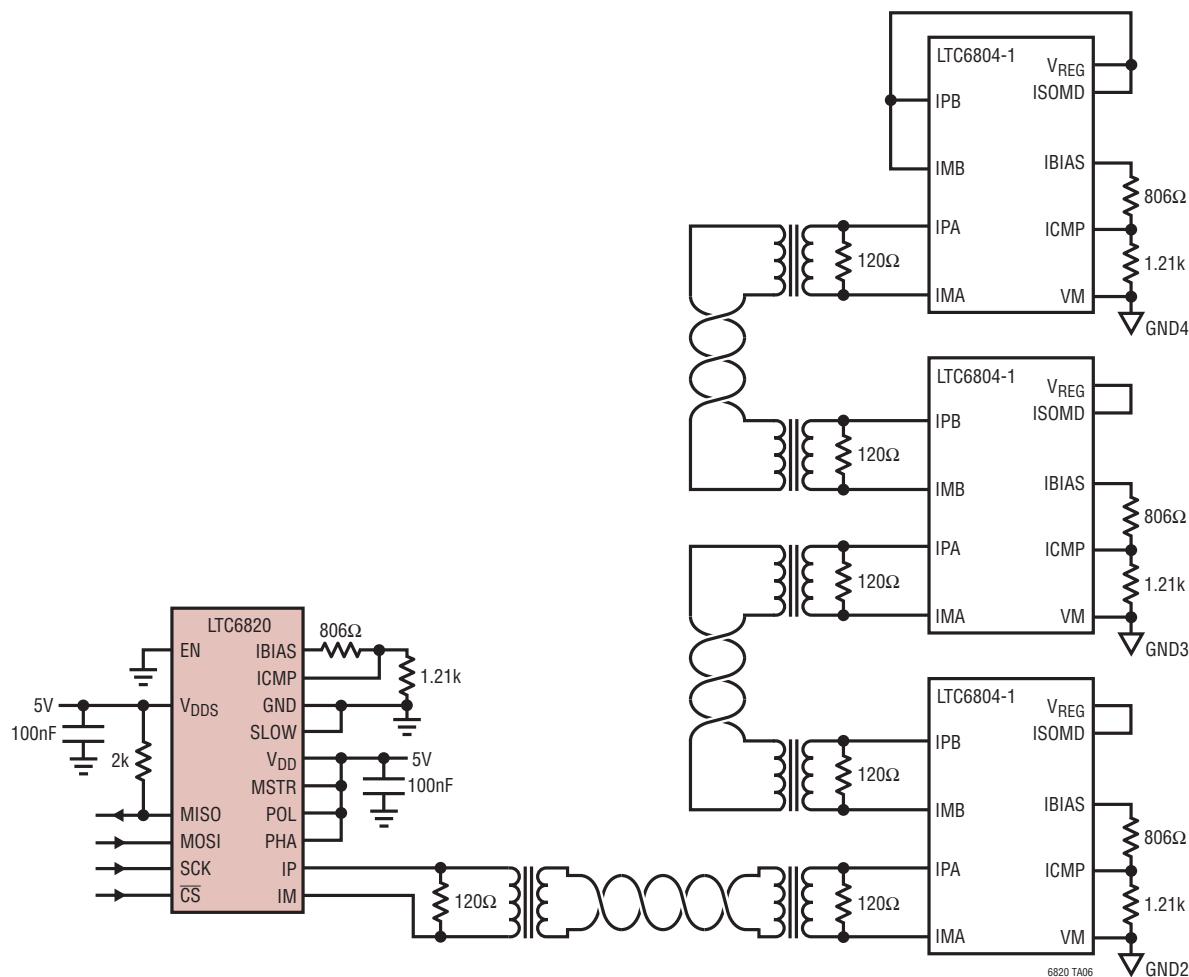 LTC6804-1
VREG
ISOMD
IPB
IMB
IBIAS
806Ω
IPA
ICMP
120Ω
1.21k
IMA
VM
GND4
LTC6804-1
VREG
ISOMD
IPB
120Ω
IMB
IBIAS
806Ω
IPA
ICMP
120Ω
1.21k
IMA
VM
GND3
LTC6804-1
VREG
ISOMD
IPB
120Ω
IMB
IBIAS
806Ω
IPA
ICMP
120Ω
1.21k
IMA
VM
GND2
LTC6820
806Ω
EN
IBIAS
ICMP
1.21k
5V
VDDS
GND
100nF
SLOW
2k
VDD
5V
MSTR
100nF
MISO
POL
MOSI
PHA
SCK
IP
CS
IM
120Ω
6820 TA06